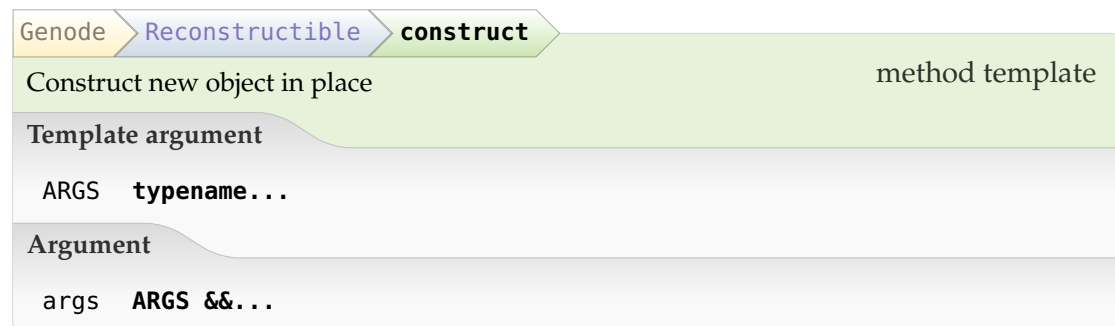 Genode Reconstructible construct
Construct new object in place method template
Template argument
ARGS typename...
Argument
args ARGS &&...